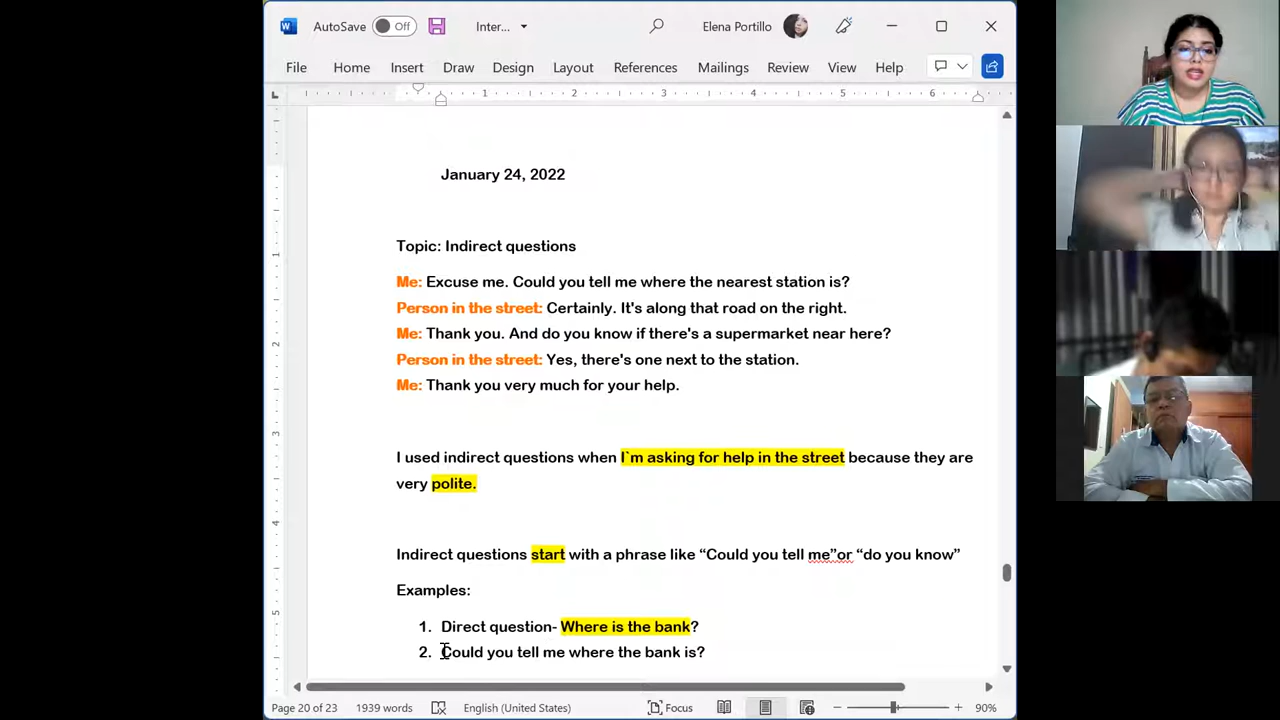 AutoSave Off Inter... Elena Portillo
File Home Insert Draw Design Layout References Mailings Review View Help
1 2 3 4 5 6
January 24, 2022
Topic: Indirect questions
Me: Excuse me. Could you tell me where the nearest station is?
Person in the street: Certainly. It's along that road on the right.
Me: Thank you. And do you know if there's a supermarket near here?
Person in the street: Yes, there's one next to the station.
Me: Thank you very much for your help.
I used indirect questions when I`m asking for help in the street because they are
very polite.
Indirect questions start with a phrase like “Could you tell me”or “do you know”
Examples:
1. Direct question- Where is the bank?
2. Could you tell me where the bank is?
Page 20 of 23 1939 words English (United States) Focus 90%